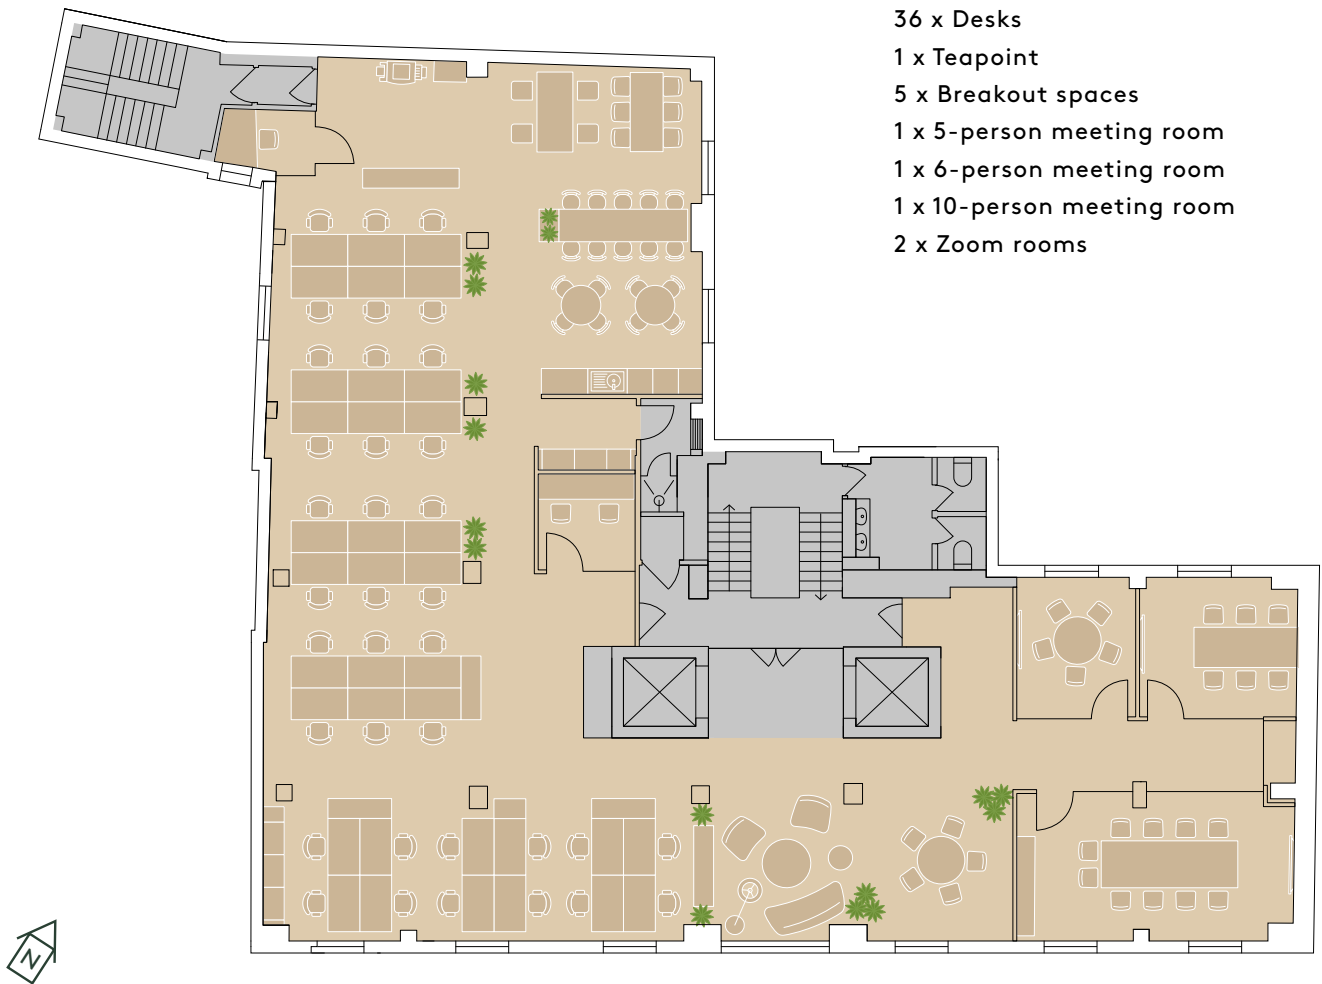 36 x Desks
1 x Teapoint
5 x Breakout spaces
1 x 5-person meeting room
1 x 6-person meeting room
1 x 10-person meeting room
2 x Zoom rooms
N